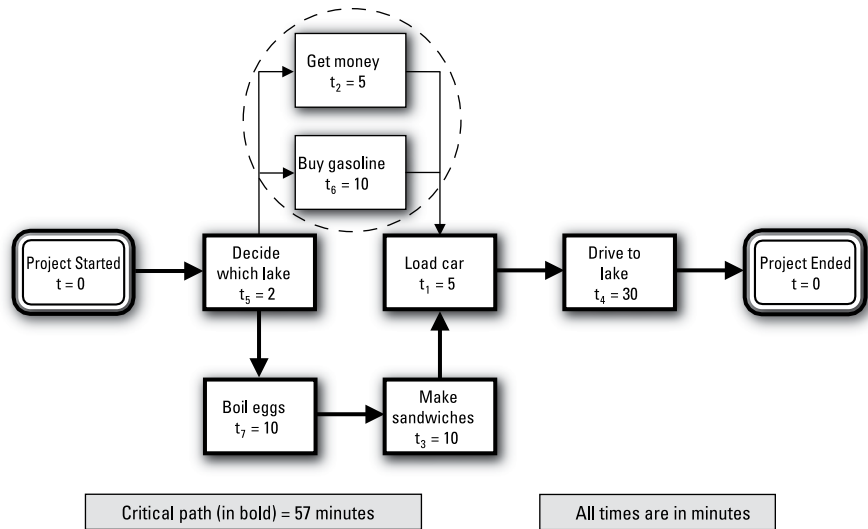 Get money
t₂ = 5
Buy gasoline
t₆ = 10
Project Started
t = 0
Decide
which lake
t₅ = 2
Load car
t₁ = 5
Drive to
lake
t₄ = 30
Project Ended
t = 0
Boil eggs
t₇ = 10
Make
sandwiches
t₃ = 10
Critical path (in bold) = 57 minutes
All times are in minutes